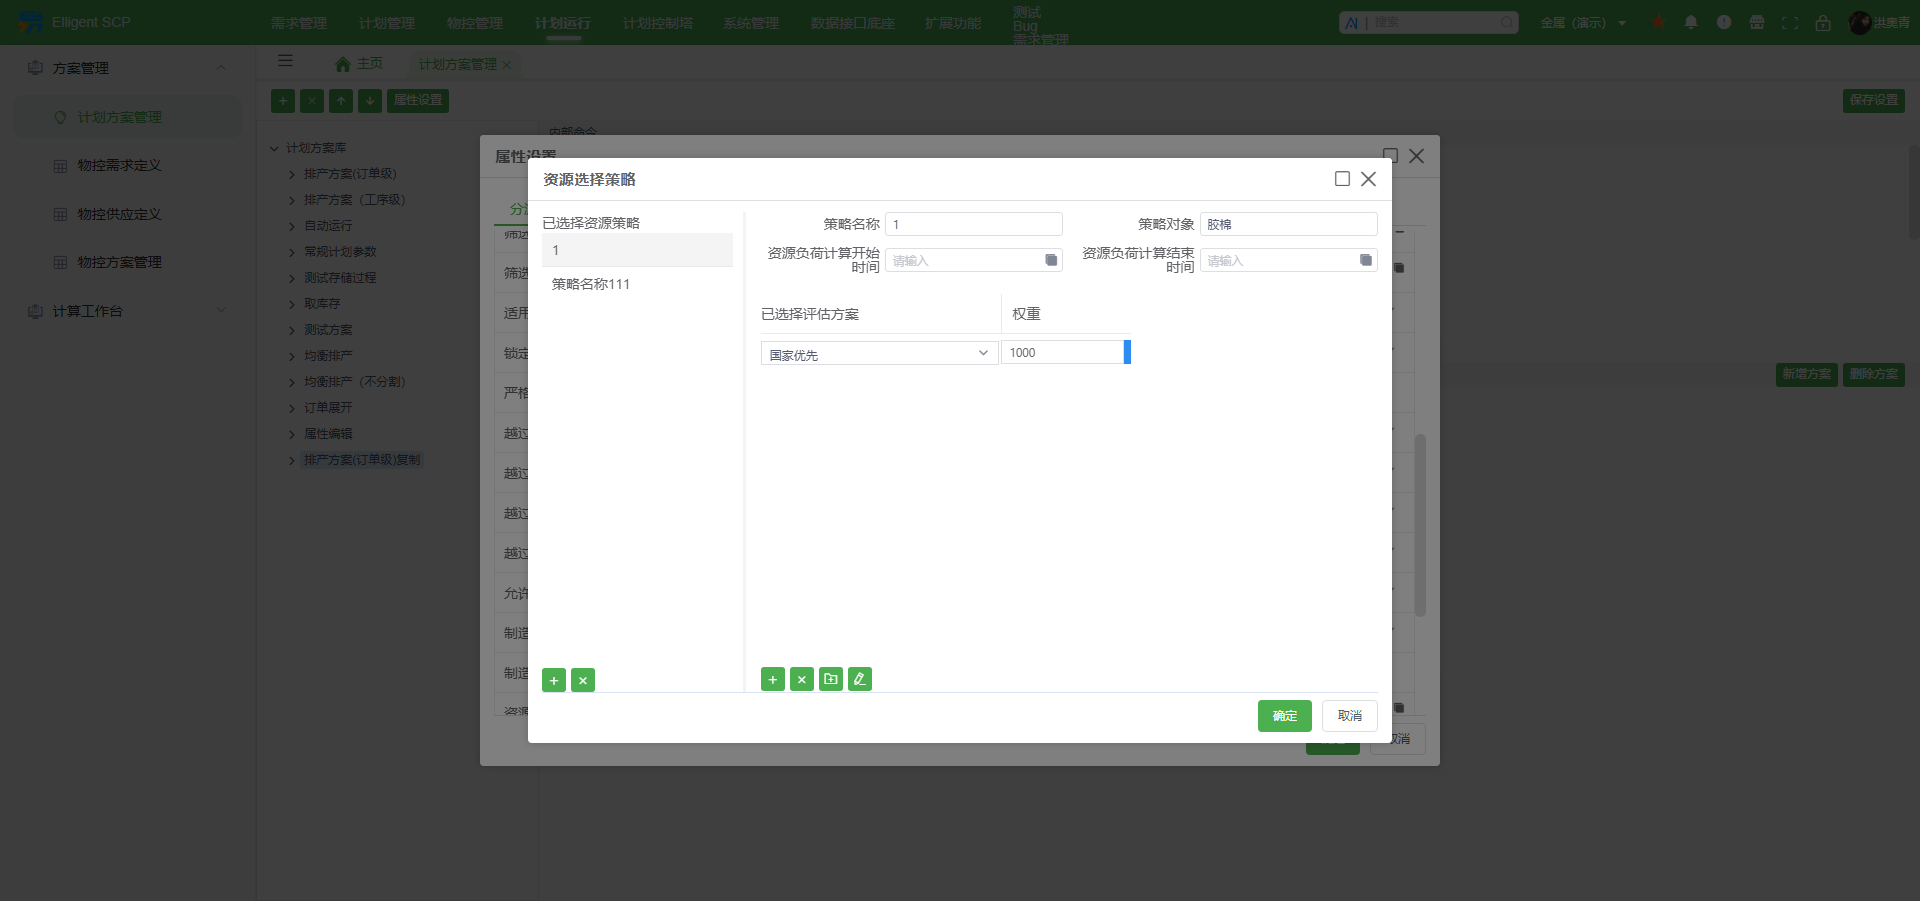 Elligent SCP
需求管理
计划管理
物控管理
计划运行
计划控制塔
系统管理
数据接口底座
扩展功能
测试
Bug
需求管理
AI | 搜索
金属（演示）
洪奥青
方案管理
计划方案管理
物控需求定义
物控供应定义
物控方案管理
计算工作台
主页
计划方案管理
属性设置
保存设置
计划方案库
排产方案(订单级)
排产方案（工序级）
自动运行
常规计划参数
测试存储过程
取库存
测试方案
均衡排产
均衡排产（不分割）
订单展开
属性编辑
排产方案(订单级)复制
内部命令
新增方案
删除方案
属性设置
筛选
适用
锁定
严格
越过
越过
越过
越过
允许
制造
制造
资源
取消
资源选择策略
已选择资源策略
1
策略名称111
策略名称
1
策略对象
胶棉
资源负荷计算开始
时间
请输入
资源负荷计算结束
时间
请输入
已选择评估方案
权重
国家优先
1000
确定
取消